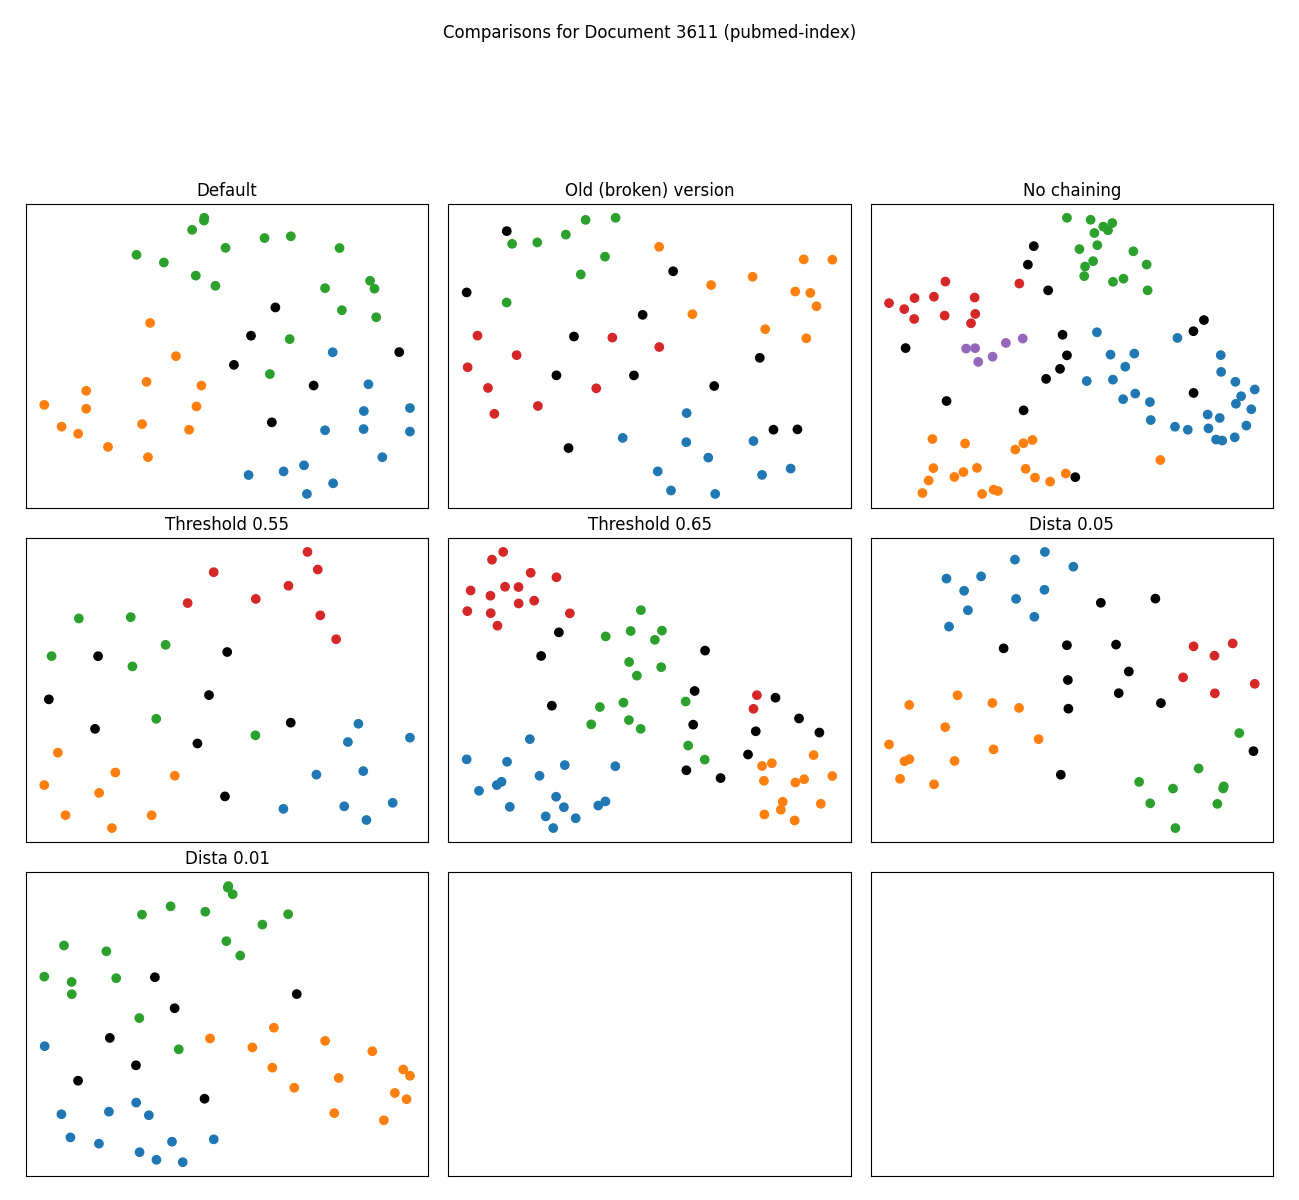 Comparisons for Document 3611 (pubmed-index)
Default
Old (broken) version
No chaining
Threshold 0.55
Threshold 0.65
Dista 0.05
Dista 0.01